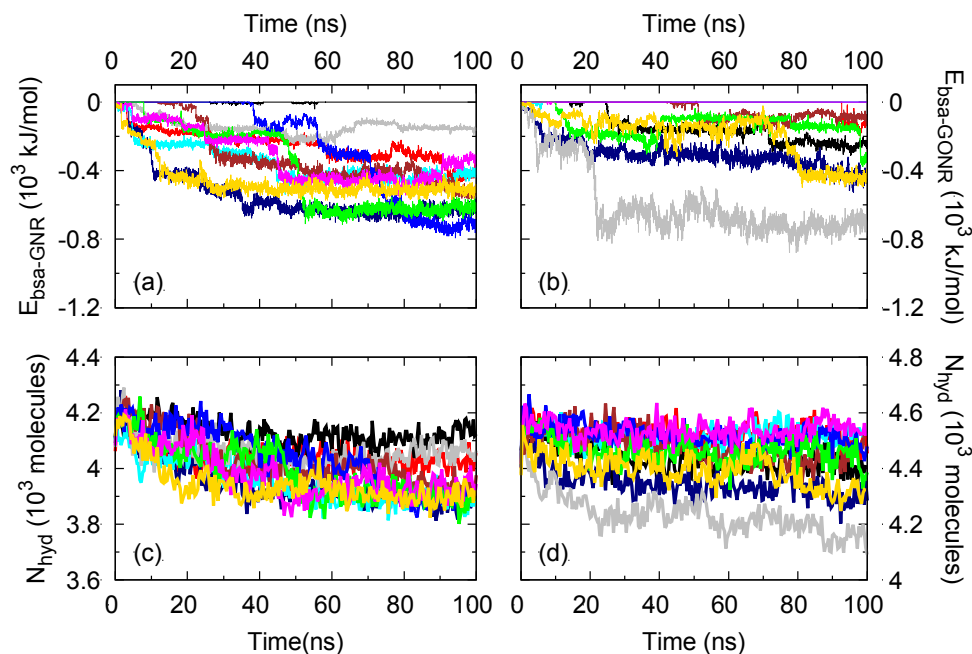 Time (ns)
Time (ns)
0 20 40 60 80 100
0 20 40 60 80 100
0
-0.4
-0.8
-1.2
E_bsa-GNR (10^3 kJ/mol)
(a)
(b)
0
-0.4
-0.8
-1.2
E_bsa-GONR (10^3 kJ/mol)
4.4
4.2
4
3.8
3.6
N_hyd (10^3 molecules)
(c)
(d)
4.8
4.6
4.4
4.2
4
N_hyd (10^3 molecules)
0 20 40 60 80 100
0 20 40 60 80 100
Time(ns)
Time (ns)